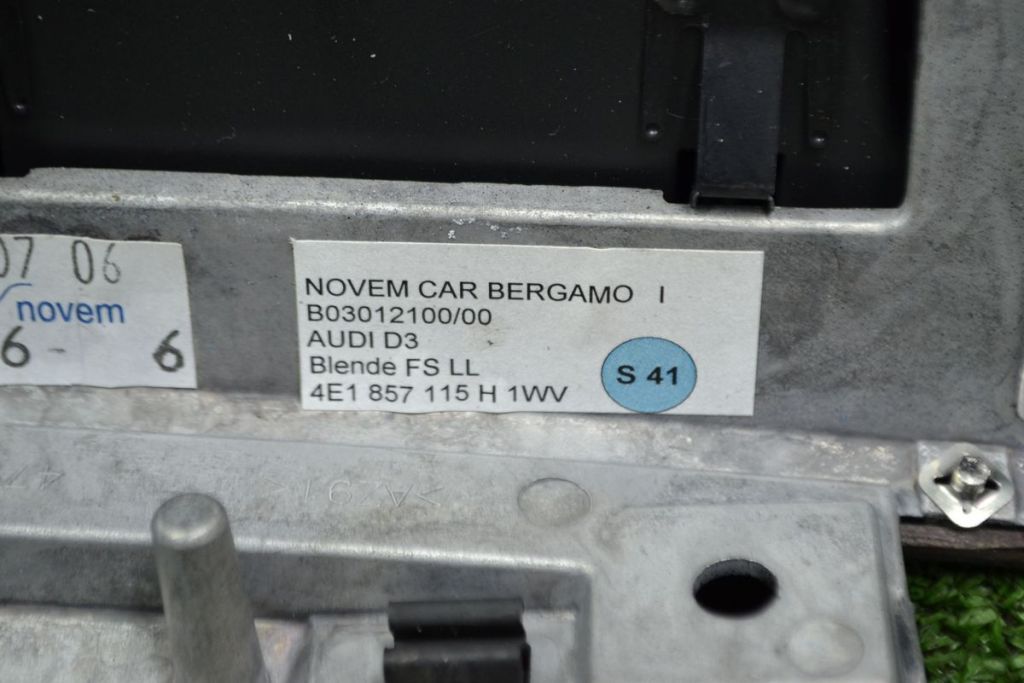 07 06
novem
6- 6
NOVEM CAR BERGAMO I
B03012100/00
AUDI D3
Blende FS LL
4E1 857 115 H 1WV
S 41